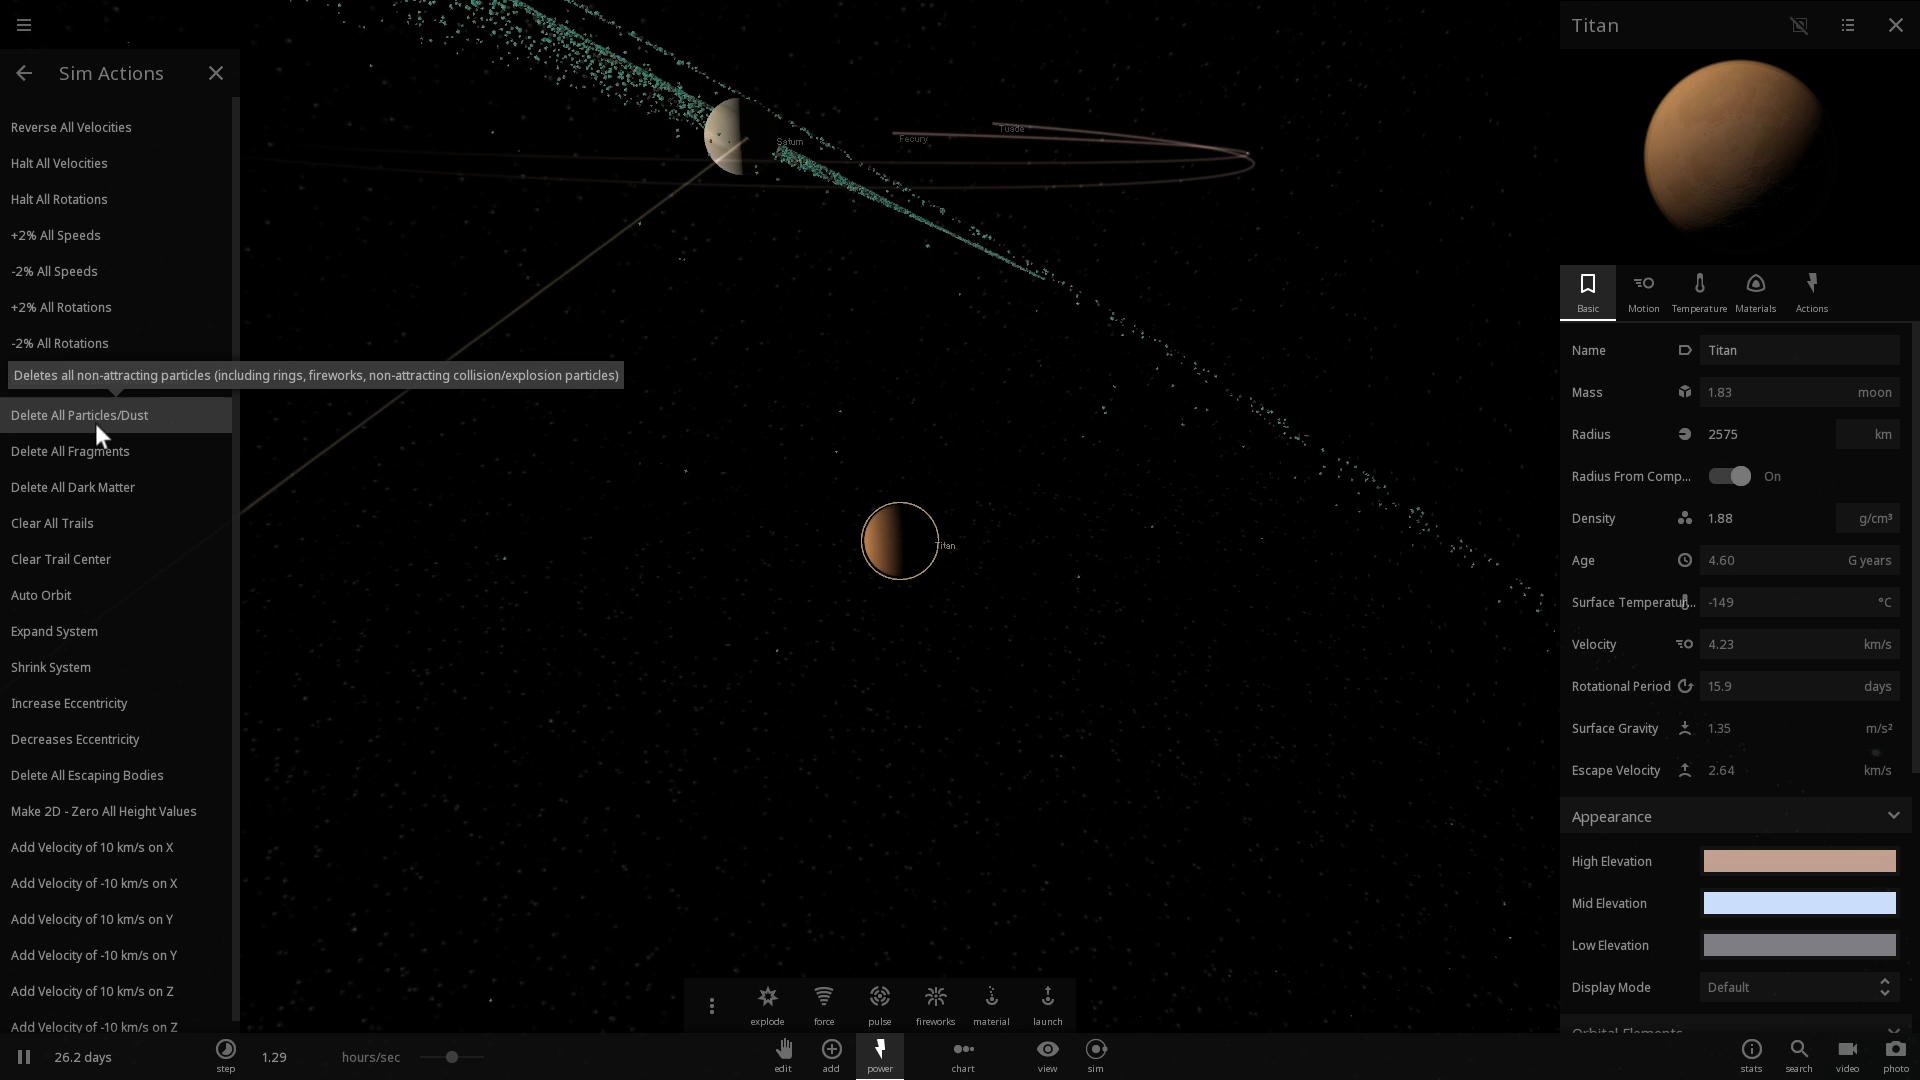 Titan
Sim Actions
Reverse All Velocities
Halt All Velocities
Halt All Rotations
+2% All Speeds
-2% All Speeds
+2% All Rotations
-2% All Rotations
Deletes all non-attracting particles (including rings, fireworks, non-attracting collision/explosion particles)
Delete All Particles/Dust
Delete All Fragments
Delete All Dark Matter
Clear All Trails
Clear Trail Center
Auto Orbit
Expand System
Shrink System
Increase Eccentricity
Decreases Eccentricity
Delete All Escaping Bodies
Make 2D - Zero All Height Values
Add Velocity of 10 km/s on X
Add Velocity of -10 km/s on X
Add Velocity of 10 km/s on Y
Add Velocity of -10 km/s on Y
Add Velocity of 10 km/s on Z
Add Velocity of -10 km/s on Z
Saturn
Fecury
Tuade
Titan
Basic Motion Temperature Materials Actions
Name Titan
Mass 1.83 moon
Radius 2575 km
Radius From Comp... On
Density 1.88 g/cm³
Age 4.60 G years
Surface Temperatur... -149 °C
Velocity 4.23 km/s
Rotational Period 15.9 days
Surface Gravity 1.35 m/s²
Escape Velocity 2.64 km/s
Appearance
High Elevation
Mid Elevation
Low Elevation
Display Mode Default
Orbital Elements
explode force pulse fireworks material launch
26.2 days step 1.29 hours/sec edit add power chart view sim stats search video photo